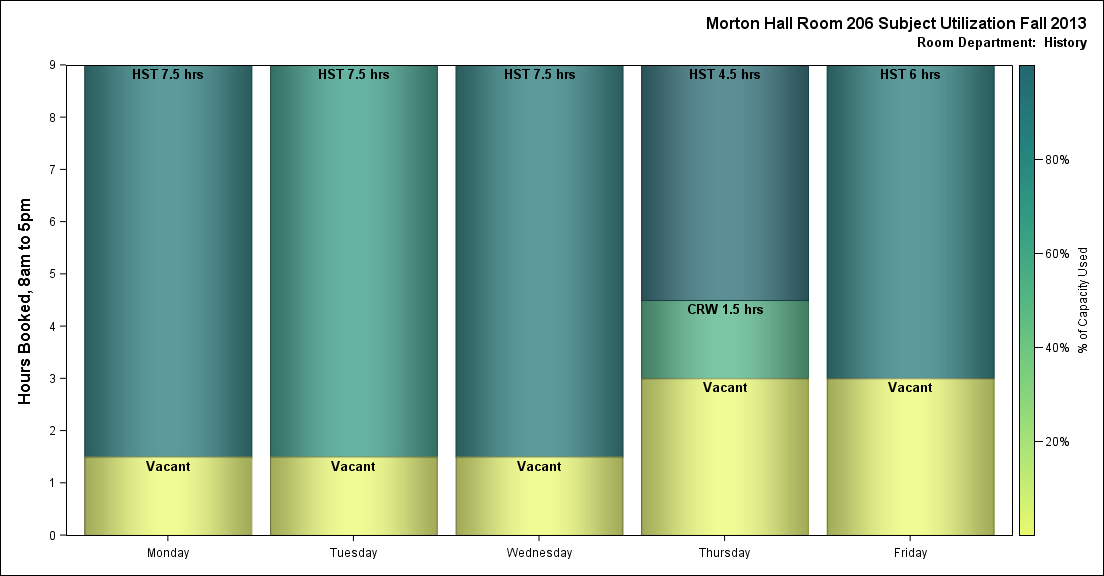 Morton Hall Room 206 Subject Utilization Fall 2013
Room Department:  History
Hours Booked, 8am to 5pm
9
8
7
6
5
4
3
2
1
0
HST 7.5 hrs
Vacant
HST 7.5 hrs
Vacant
HST 7.5 hrs
Vacant
HST 4.5 hrs
CRW 1.5 hrs
Vacant
HST 6 hrs
Vacant
Monday
Tuesday
Wednesday
Thursday
Friday
80%
60%
40%
20%
% of Capacity Used